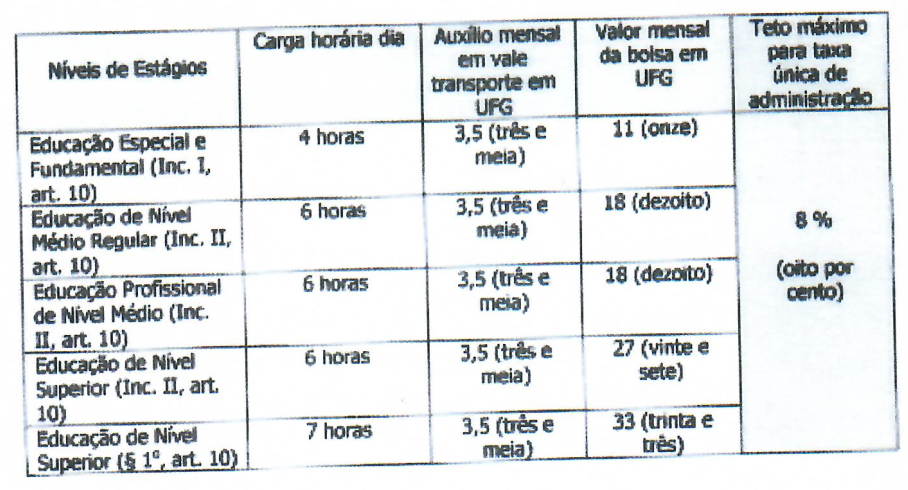 Níveis de Estágios
Carga horária dia
Auxílio mensal
em vale
transporte em
UFG
Valor mensal
da bolsa em
UFG
Teto máximo
para taxa
única de
administração
Educação Especial e
Fundamental (Inc. I,
art. 10)
4 horas
3,5 (três e
meia)
11 (onze)
8 %
(oito por
cento)
Educação de Nível
Médio Regular (Inc. II,
art. 10)
6 horas
3,5 (três e
meia)
18 (dezoito)
Educação Profissional
de Nível Médio (Inc.
II, art. 10)
6 horas
3,5 (três e
meia)
18 (dezoito)
Educação de Nível
Superior (Inc. II, art.
10)
6 horas
3,5 (três e
meia)
27 (vinte e
sete)
Educação de Nível
Superior (§ 1º, art. 10)
7 horas
3,5 (três e
meia)
33 (trinta e
três)